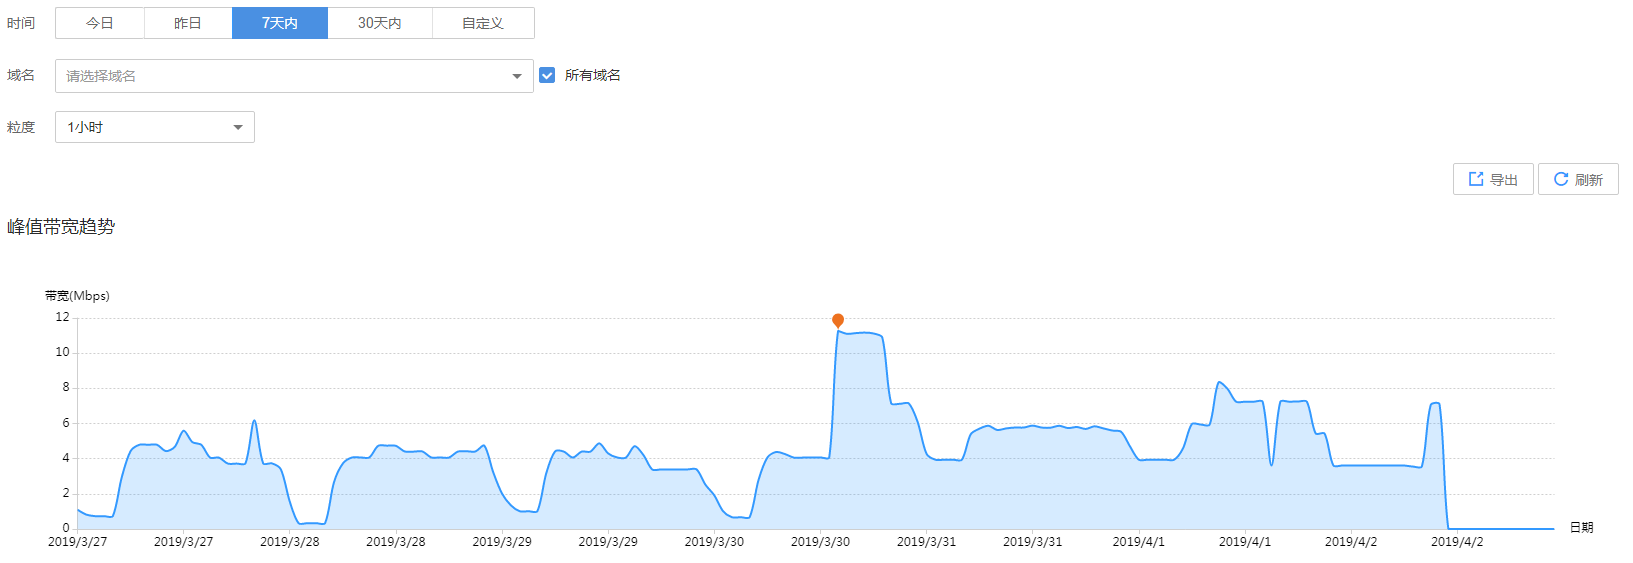 时间 今日 昨日 7天内 30天内 自定义
域名 请选择域名 所有域名
粒度 1小时
导出 刷新
峰值带宽趋势
带宽(Mbps)
12
10
8
6
4
2
0
日期
2019/3/27 2019/3/27 2019/3/28 2019/3/28 2019/3/29 2019/3/29 2019/3/30 2019/3/30 2019/3/31 2019/3/31 2019/4/1 2019/4/1 2019/4/2 2019/4/2